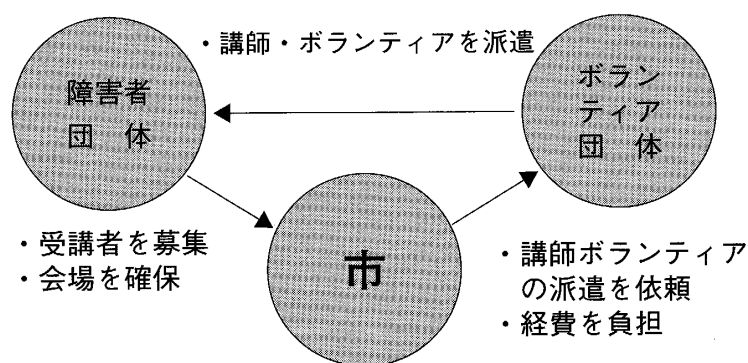 ・講師・ボランティアを派遣
障害者
団　体
ボラン
ティア
団　体
・受講者を募集
・会場を確保
市
・講師ボランティア
の派遣を依頼
・経費を負担